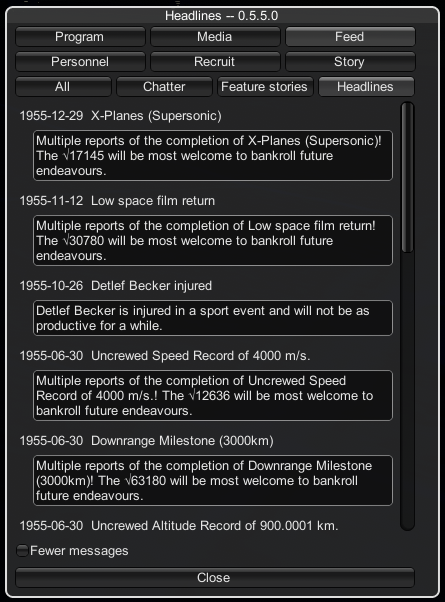 Headlines -- 0.5.5.0
Program Media Feed
Personnel Recruit Story
All Chatter Feature stories Headlines
1955-12-29 X-Planes (Supersonic)
Multiple reports of the completion of X-Planes (Supersonic)!
The √17145 will be most welcome to bankroll future
endeavours.
1955-11-12 Low space film return
Multiple reports of the completion of Low space film return!
The √30780 will be most welcome to bankroll future
endeavours.
1955-10-26 Detlef Becker injured
Detlef Becker is injured in a sport event and will not be as
productive for a while.
1955-06-30 Uncrewed Speed Record of 4000 m/s.
Multiple reports of the completion of Uncrewed Speed
Record of 4000 m/s.! The √12636 will be most welcome to
bankroll future endeavours.
1955-06-30 Downrange Milestone (3000km)
Multiple reports of the completion of Downrange Milestone
(3000km)! The √63180 will be most welcome to bankroll
future endeavours.
1955-06-30 Uncrewed Altitude Record of 900.0001 km.
Fewer messages
Close